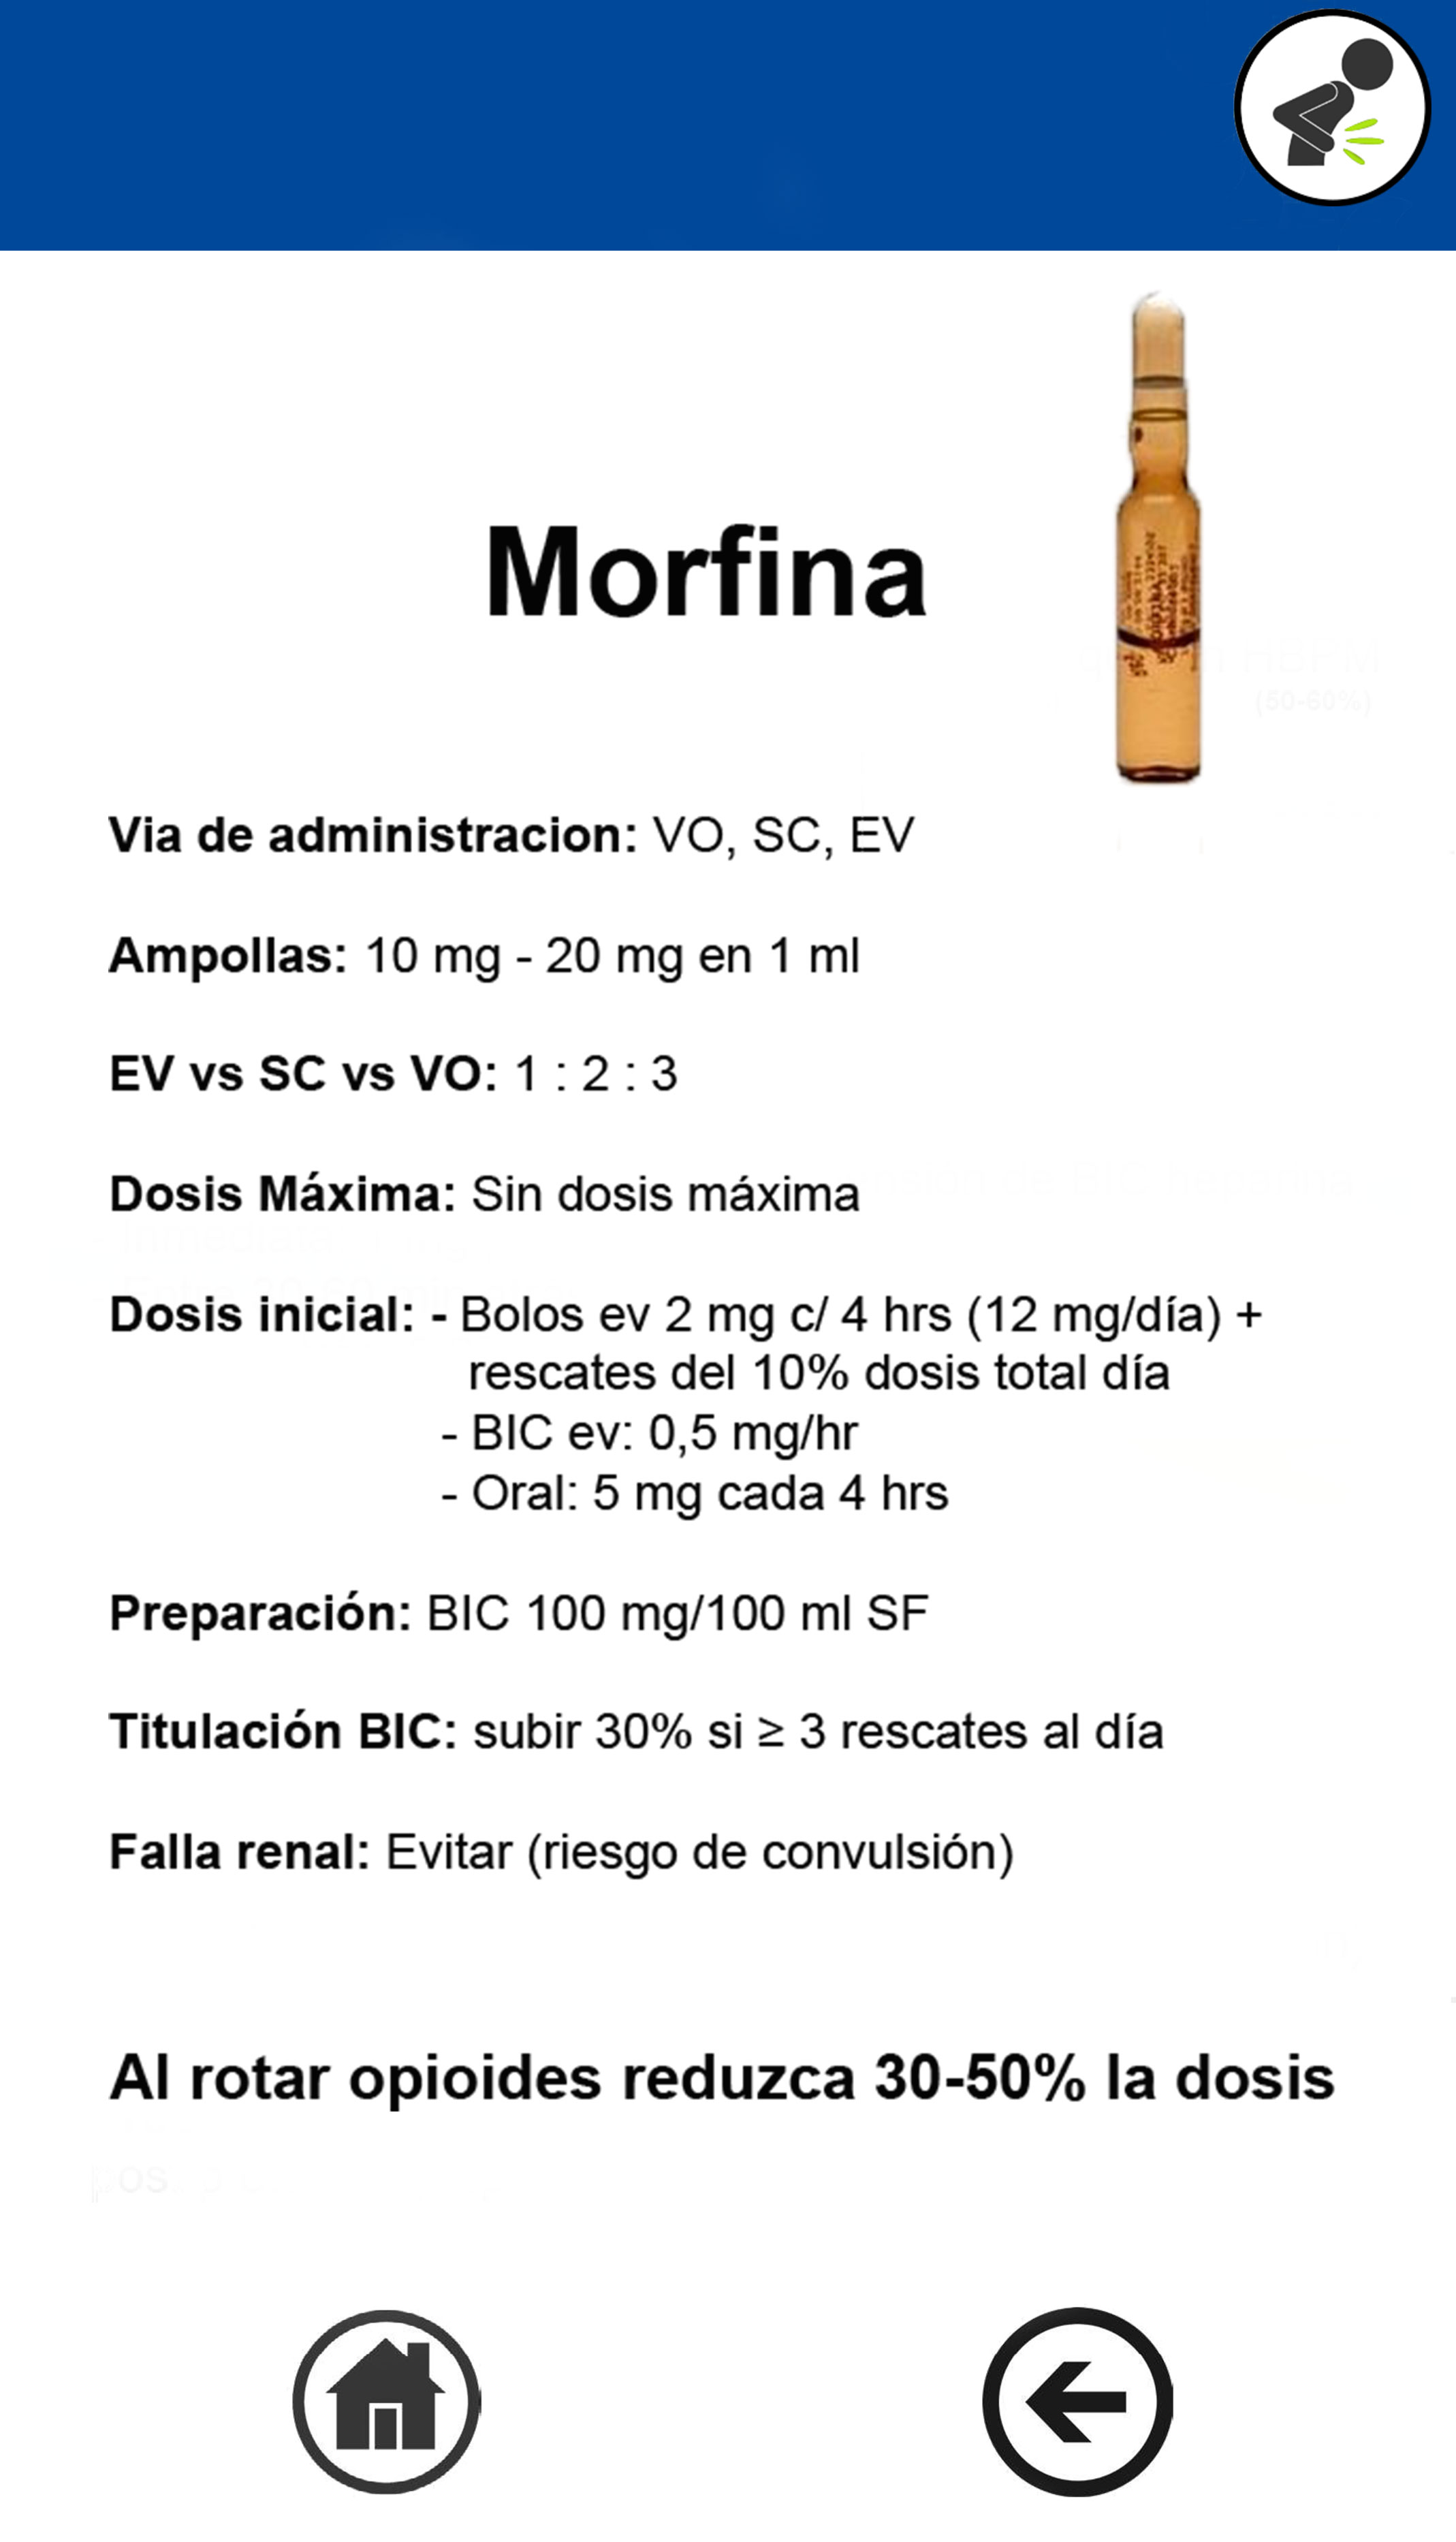 Morfina
Via de administracion: VO, SC, EV
Ampollas: 10 mg - 20 mg en 1 ml
EV vs SC vs VO: 1 : 2 : 3
Dosis Máxima: Sin dosis máxima
Dosis inicial: - Bolos ev 2 mg c/ 4 hrs (12 mg/día) +
rescates del 10% dosis total día
- BIC ev: 0,5 mg/hr
- Oral: 5 mg cada 4 hrs
Preparación: BIC 100 mg/100 ml SF
Titulación BIC: subir 30% si ≥ 3 rescates al día
Falla renal: Evitar (riesgo de convulsión)
Al rotar opioides reduzca 30-50% la dosis